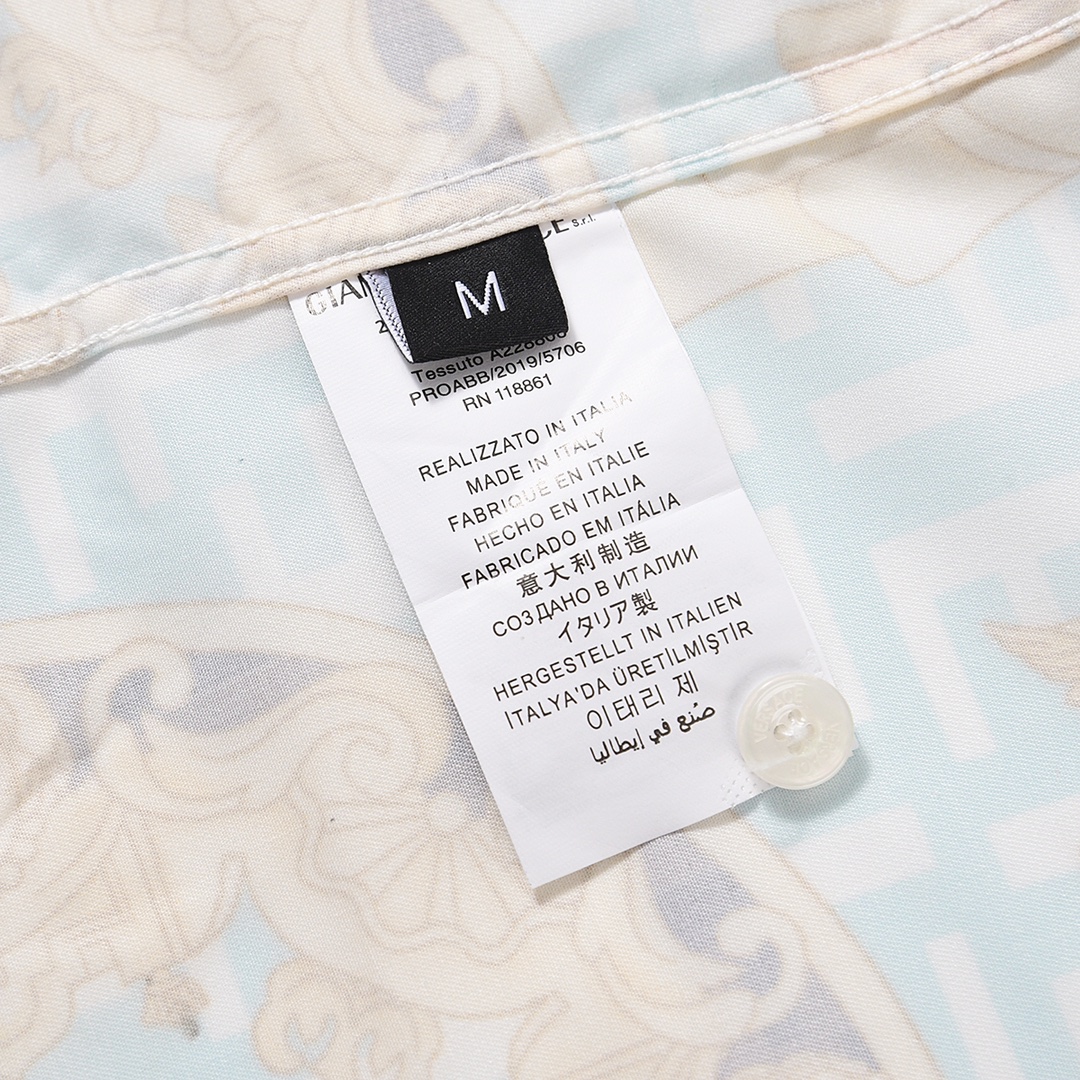 M
s.r.l.
Tessuto A228806
PROABB/2019/5706
RN 118861
REALIZZATO IN ITALIA
MADE IN ITALY
FABRIQUÉ EN ITALIE
HECHO EN ITALIA
FABRICADO EM ITÁLIA
意大利制造
СОЗДАНО В ИТАЛИИ
イタリア製
HERGESTELLT IN ITALIEN
İTALYA'DA ÜRETİLMİŞTİR
이태리 제
صُنع في إيطاليا